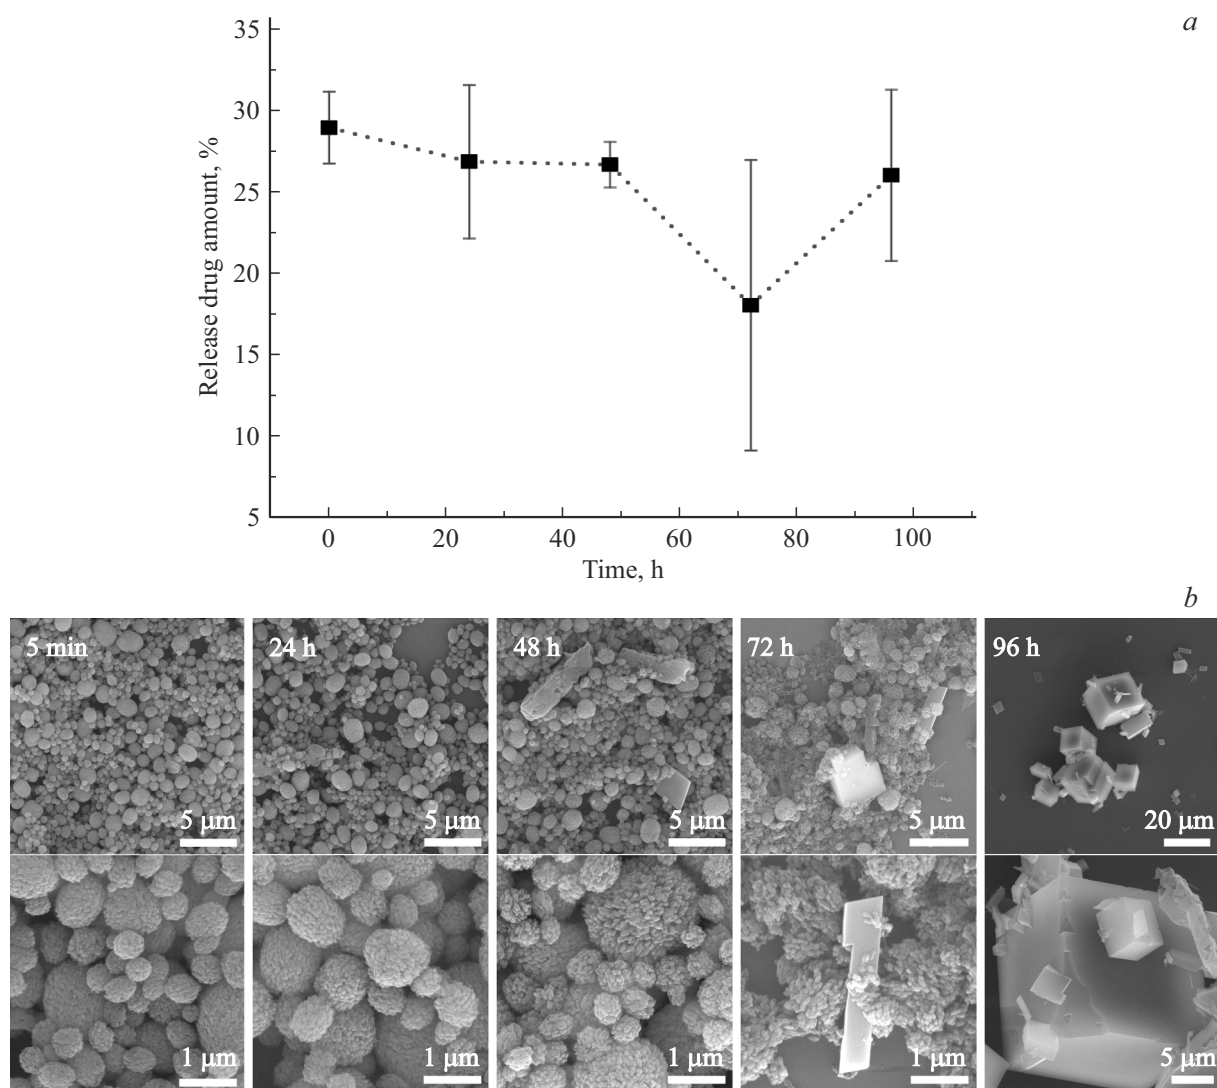 a
35
30
25
20
15
10
5
Release drug amount, %
0 20 40 60 80 100
Time, h
b
5 min 24 h 48 h 72 h 96 h
5 μm 5 μm 5 μm 5 μm 20 μm
1 μm 1 μm 1 μm 1 μm 5 μm